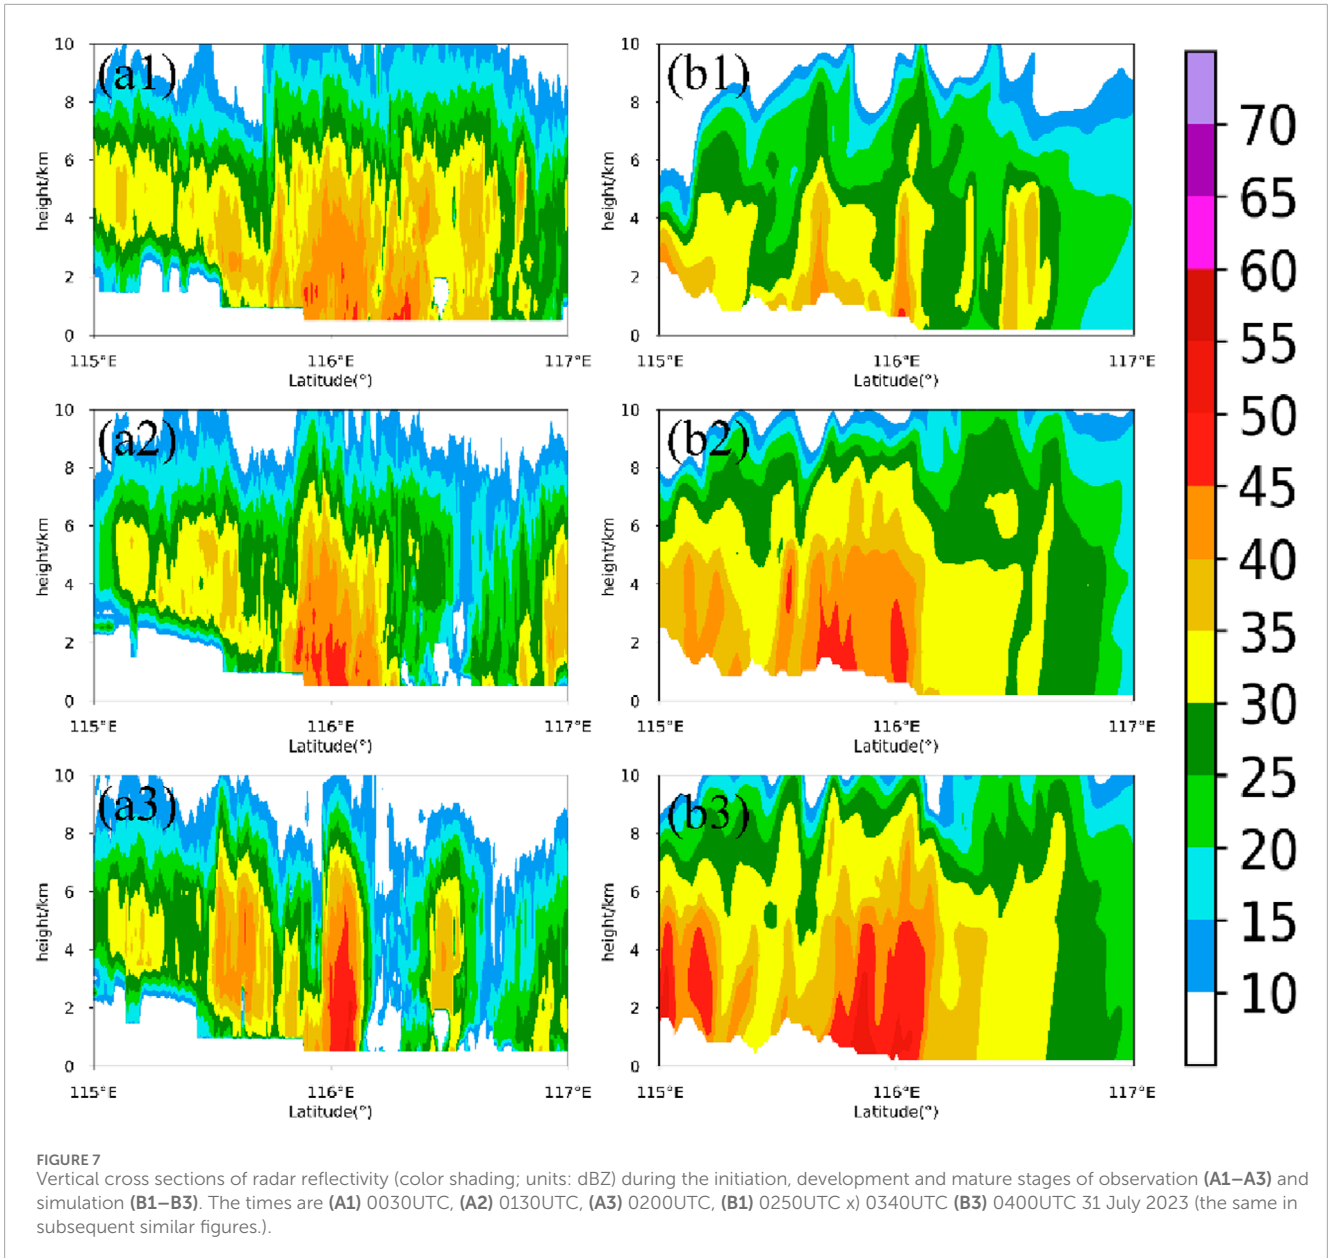 10
8
6
4
2
0
height/km
(a1)
115°E
116°E
117°E
Latitude(°)
10
8
6
4
2
0
height/km
(b1)
115°E
116°E
117°E
Latitude(°)
10
8
6
4
2
0
height/km
(a2)
115°E
116°E
117°E
Latitude(°)
10
8
6
4
2
0
height/km
(b2)
115°E
116°E
117°E
Latitude(°)
10
8
6
4
2
0
height/km
(a3)
115°E
116°E
117°E
Latitude(°)
10
8
6
4
2
0
height/km
(b3)
115°E
116°E
117°E
Latitude(°)
70
65
60
55
50
45
40
35
30
25
20
15
10
FIGURE 7
Vertical cross sections of radar reflectivity (color shading; units: dBZ) during the initiation, development and mature stages of observation (A1–A3) and
simulation (B1–B3). The times are (A1) 0030UTC, (A2) 0130UTC, (A3) 0200UTC, (B1) 0250UTC x) 0340UTC (B3) 0400UTC 31 July 2023 (the same in
subsequent similar figures.).